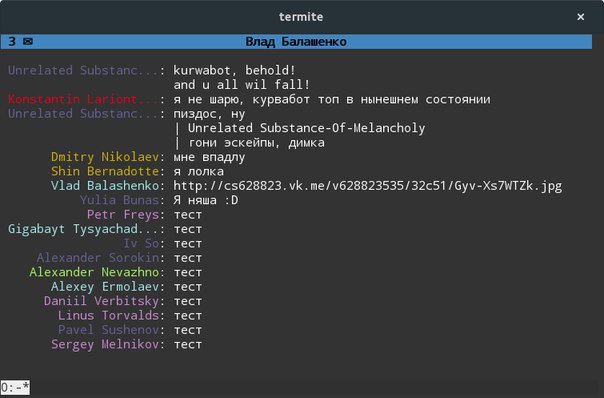 termite ×
3 ✉ Влад Балашенко
Unrelated Substanc...: kurwabot, behold!
and u all wil fall!
Konstantin Lariont...: я не шарю, курвабот топ в нынешнем состоянии
Unrelated Substanc...: пиздос, ну
| Unrelated Substance-Of-Melancholy
| гони эскейпы, димка
Dmitry Nikolaev: мне впадлу
Shin Bernadotte: я лолка
Vlad Balashenko: http://cs628823.vk.me/v628823535/32c51/Gyv-Xs7WTZk.jpg
Yulia Bunas: Я няша :D
Petr Freys: тест
Gigabayt Tysyachad...: тест
Iv So: тест
Alexander Sorokin: тест
Alexander Nevazhno: тест
Alexey Ermolaev: тест
Daniil Verbitsky: тест
Linus Torvalds: тест
Pavel Sushenov: тест
Sergey Melnikov: тест
0:-*